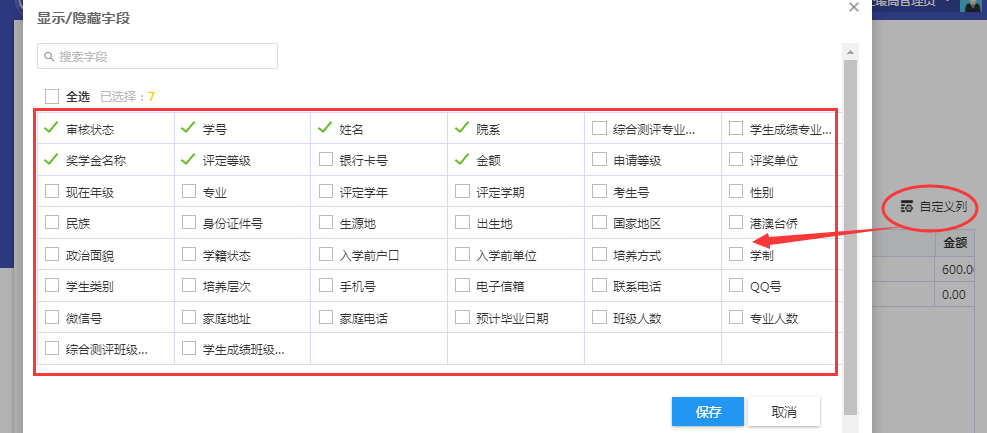 最高管理员
显示/隐藏字段
搜索字段
全选 已选择：7
审核状态 学号 姓名 院系 综合测评专业... 学生成绩专业...
奖学金名称 评定等级 银行卡号 金额 申请等级 评奖单位
现在年级 专业 评定学年 评定学期 考生号 性别
自定义列
民族 身份证件号 生源地 出生地 国家地区 港澳台侨
金额
政治面貌 学籍状态 入学前户口 入学前单位 培养方式 学制
600.0
学生类别 培养层次 手机号 电子信箱 联系电话 QQ号
0.00
微信号 家庭地址 家庭电话 预计毕业日期 班级人数 专业人数
综合测评班级... 学生成绩班级...
保存 取消